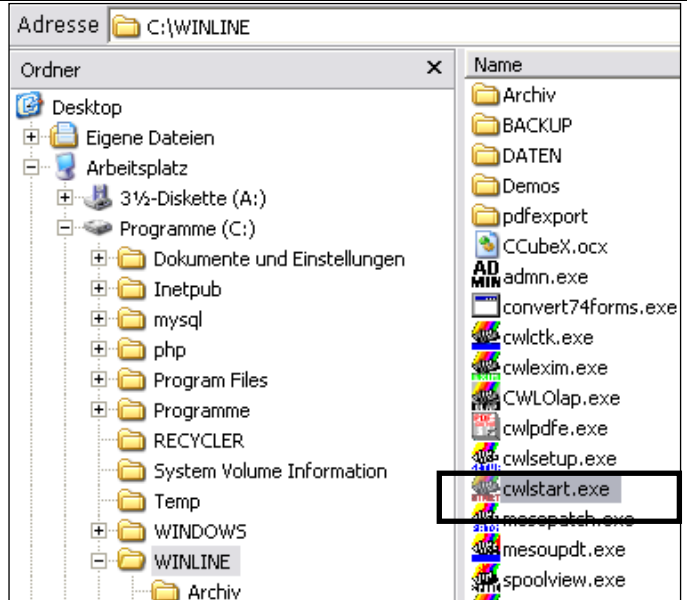 Adresse C:\WINLINE
Ordner
Desktop
Eigene Dateien
Arbeitsplatz
3½-Diskette (A:)
Programme (C:)
Dokumente und Einstellungen
Inetpub
mysql
php
Program Files
Programme
RECYCLER
System Volume Information
Temp
WINDOWS
WINLINE
Archiv
Name
Archiv
BACKUP
DATEN
Demos
pdfexport
CCubeX.ocx
admn.exe
convert74forms.exe
cwlctk.exe
cwlexim.exe
CWLOlap.exe
cwlpdfe.exe
cwlsetup.exe
cwlstart.exe
mesopatch.exe
mesoupdt.exe
spoolview.exe